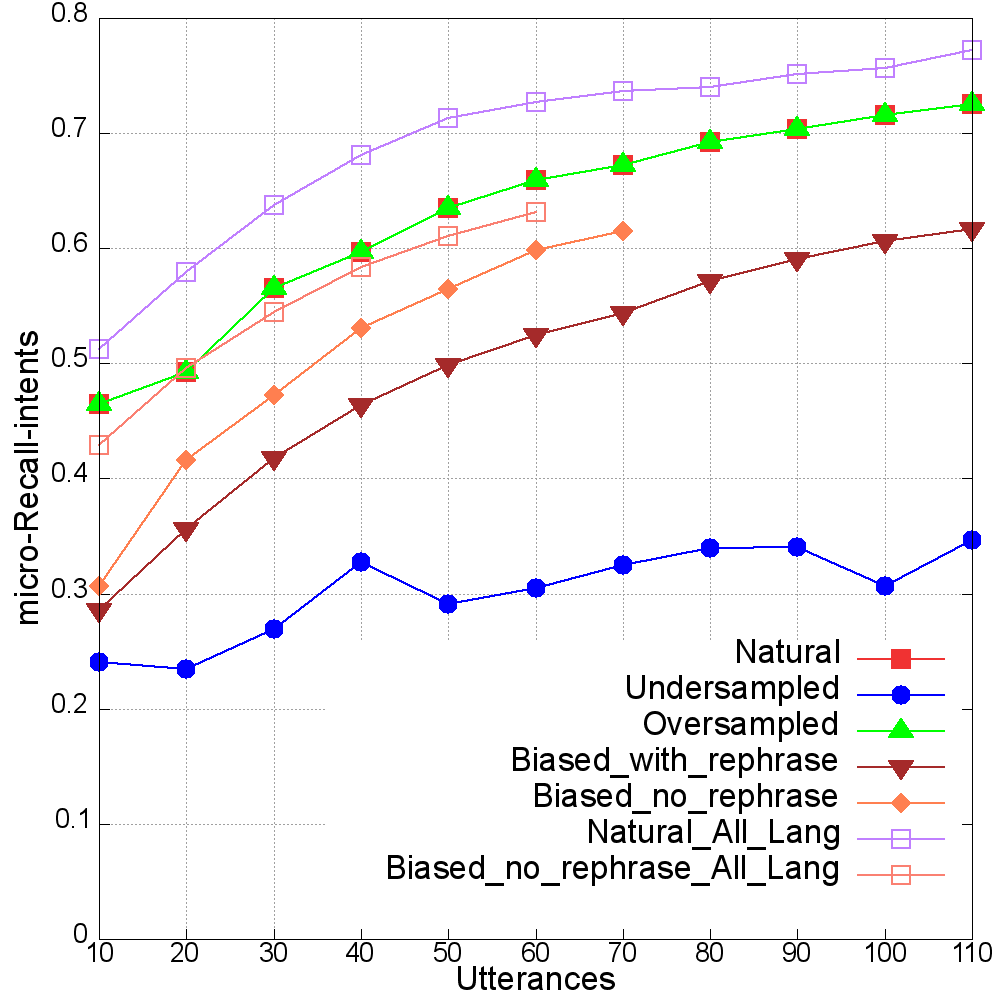 0.8
0.7
0.6
0.5
0.4
0.3
0.2
0.1
0
micro-Recall-intents
10 20 30 40 50 60 70 80 90 100 110
Utterances
Natural
Undersampled
Oversampled
Biased_with_rephrase
Biased_no_rephrase
Natural_All_Lang
Biased_no_rephrase_All_Lang